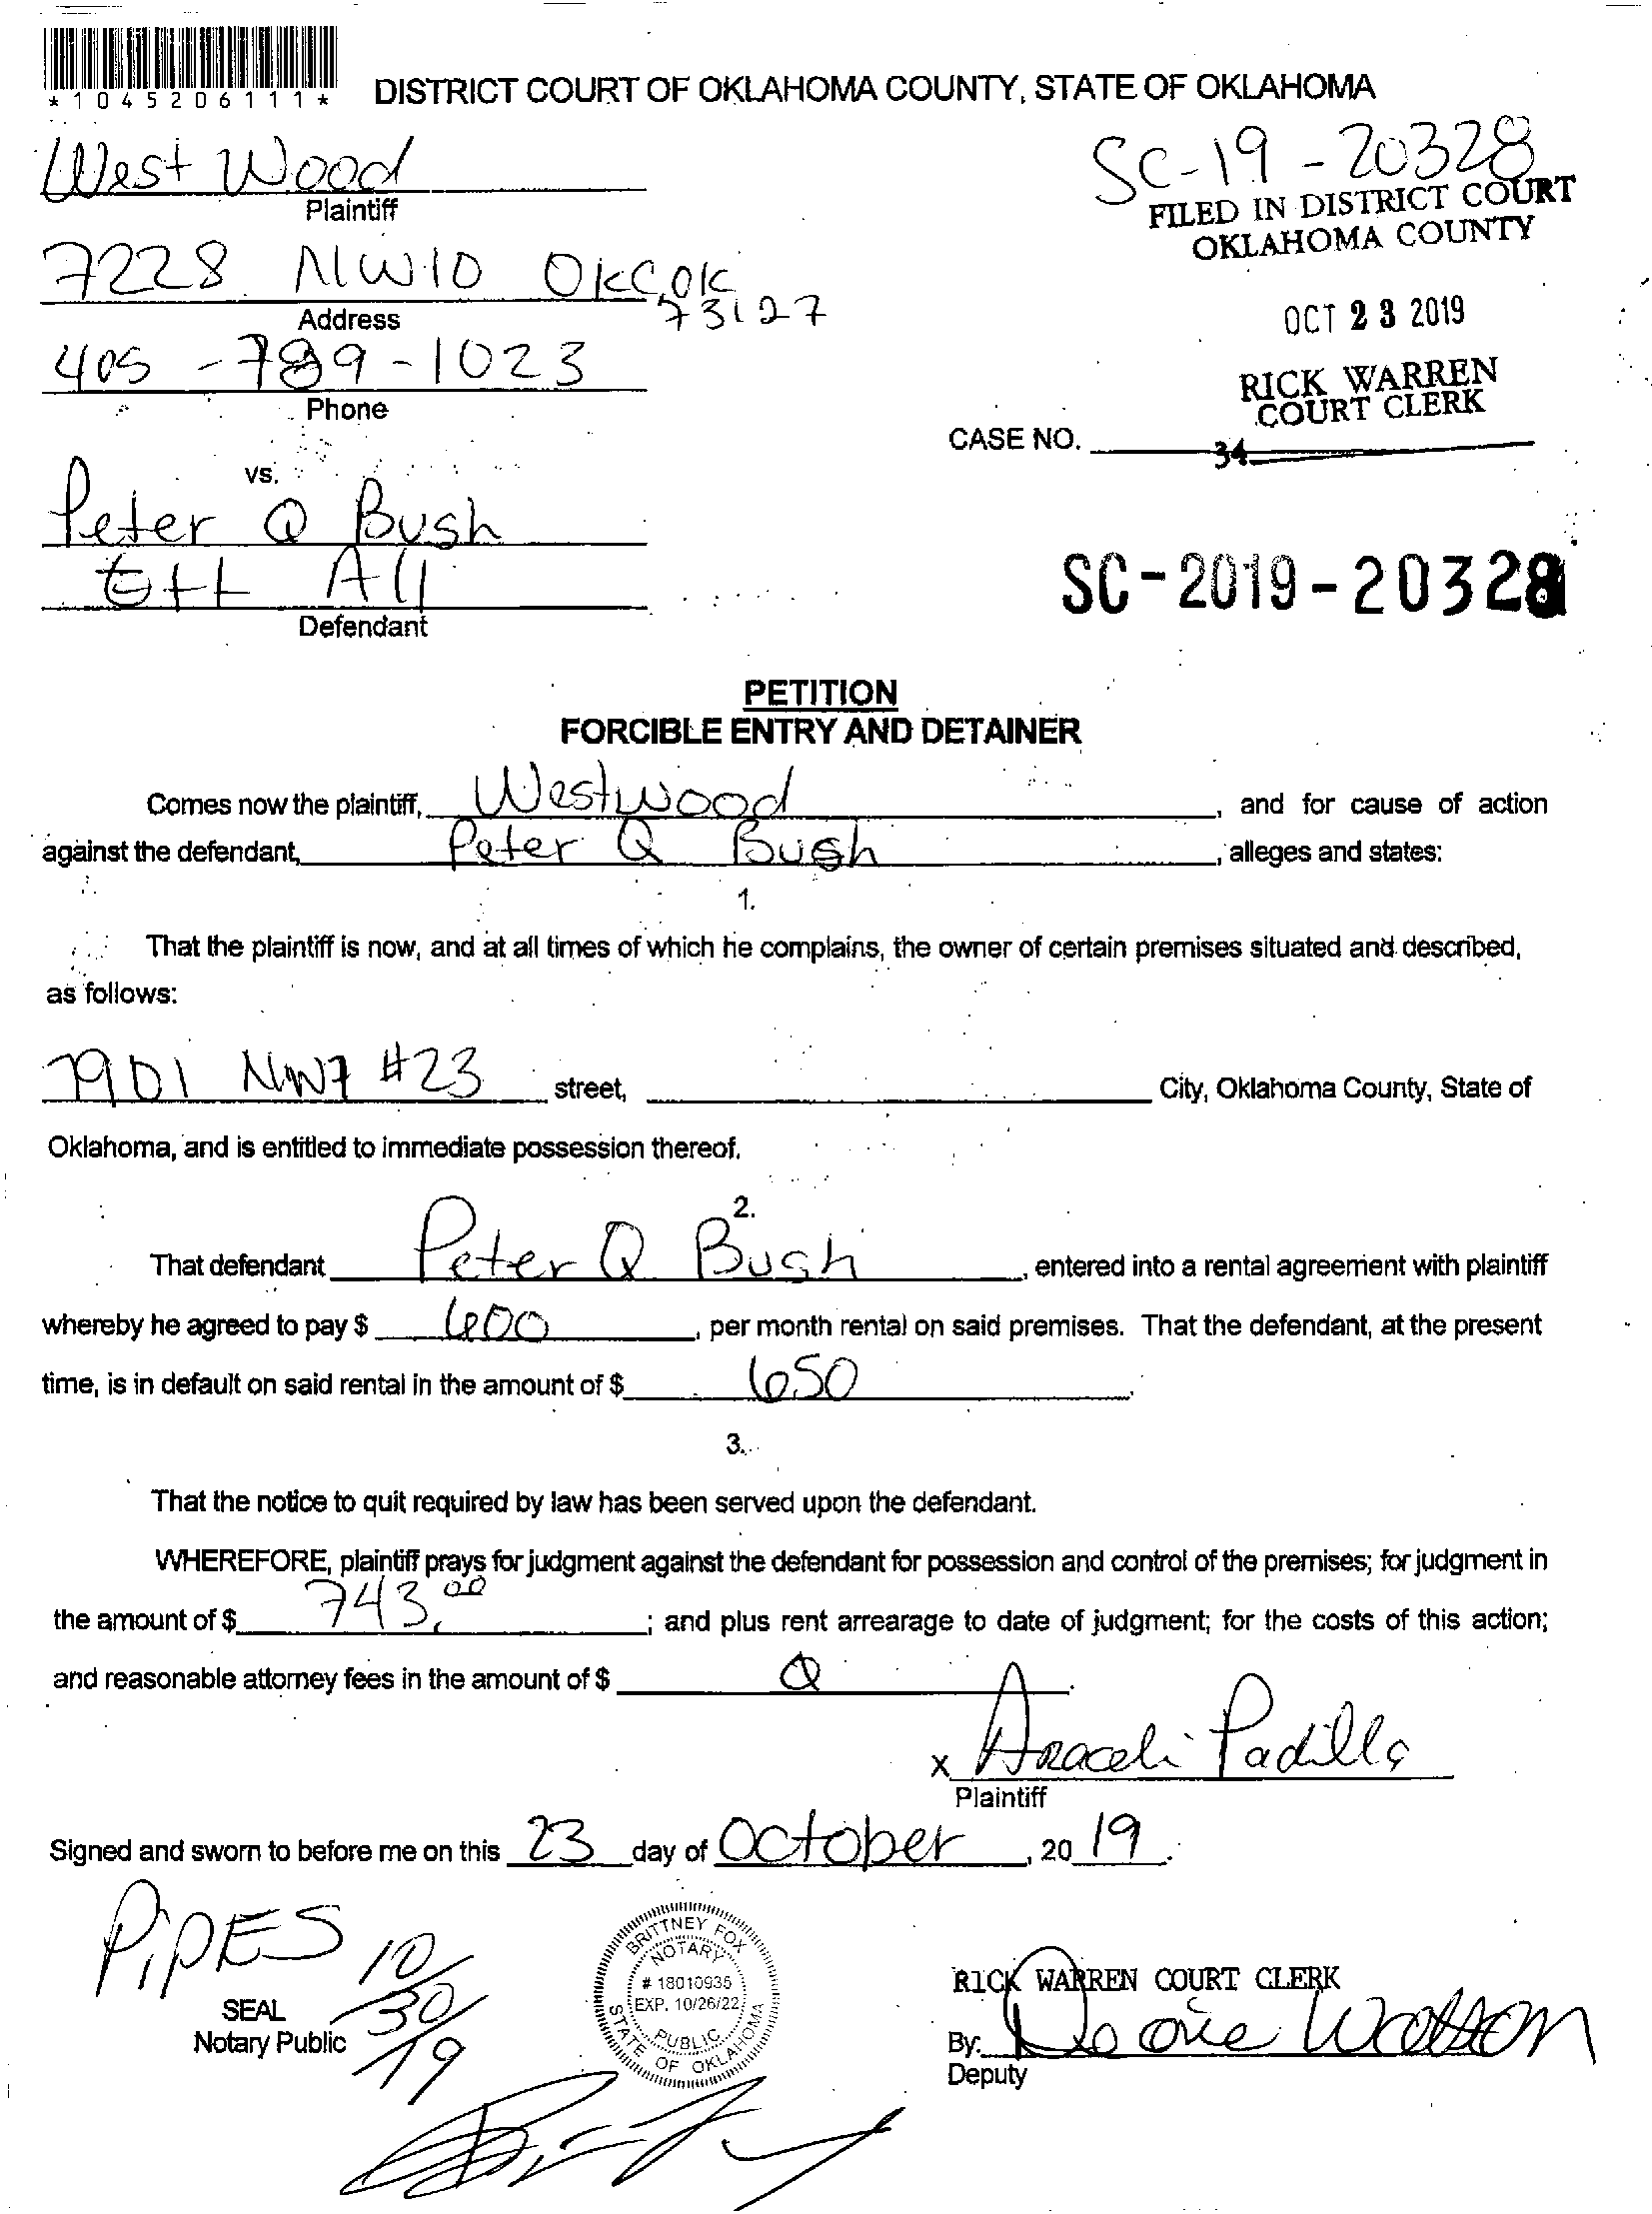 *1045206111*
DISTRICT COURT OF OKLAHOMA COUNTY, STATE OF OKLAHOMA
West Wood
Plaintiff
SC-19-20328
FILED IN DISTRICT COURT
OKLAHOMA COUNTY
7228 NW10 OKC OK
73127
Address
OCT 23 2019
405-789-1023
Phone
RICK WARREN
COURT CLERK
CASE NO.
34
vs.
Peter Q Bush
All
Defendant
SC-2019-20328
PETITION
FORCIBLE ENTRY AND DETAINER
Comes now the plaintiff, Westwood, and for cause of action
against the defendant, Peter Q Bush, alleges and states:
1.
That the plaintiff is now, and at all times of which he complains, the owner of certain premises situated and described,
as follows:
7901 NW7 #23 street, City, Oklahoma County, State of
Oklahoma, and is entitled to immediate possession thereof.
2.
That defendant Peter Q Bush, entered into a rental agreement with plaintiff
whereby he agreed to pay $ 600, per month rental on said premises. That the defendant, at the present
time, is in default on said rental in the amount of $ 650.
3.
That the notice to quit required by law has been served upon the defendant.
WHEREFORE, plaintiff prays for judgment against the defendant for possession and control of the premises; for judgment in
the amount of $ 743.00; and plus rent arrearage to date of judgment; for the costs of this action;
and reasonable attorney fees in the amount of $
X Araceli Padilla
Plaintiff
Signed and sworn to before me on this 23 day of October, 2019.
PiPES 10/30/19
SEAL
Notary Public
BRITTNEY FOX
NOTARY
# 18010935
EXP. 10/26/22
PUBLIC
STATE OF OKLAHOMA
RICK WARREN COURT CLERK
By: Watson
Deputy